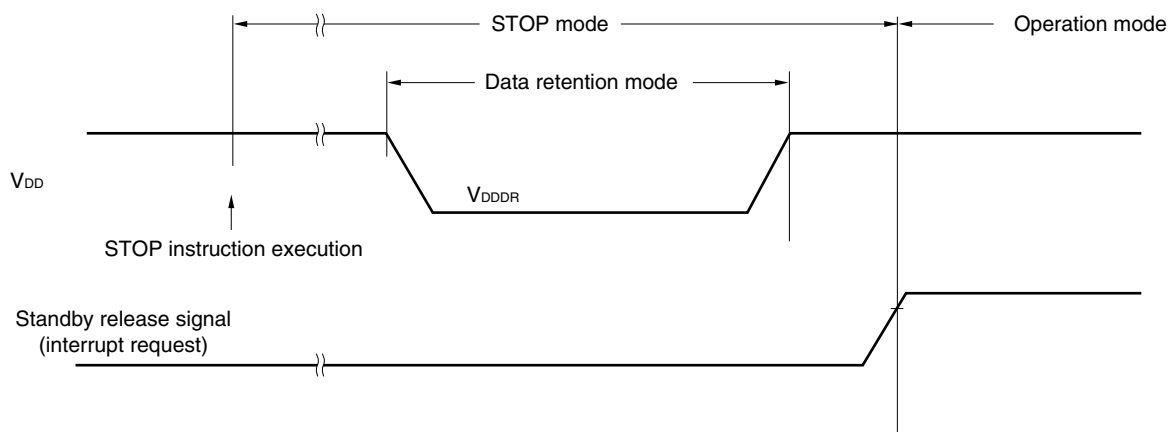 STOP mode
Operation mode
Data retention mode
VDD
VDDDR
STOP instruction execution
Standby release signal
(interrupt request)